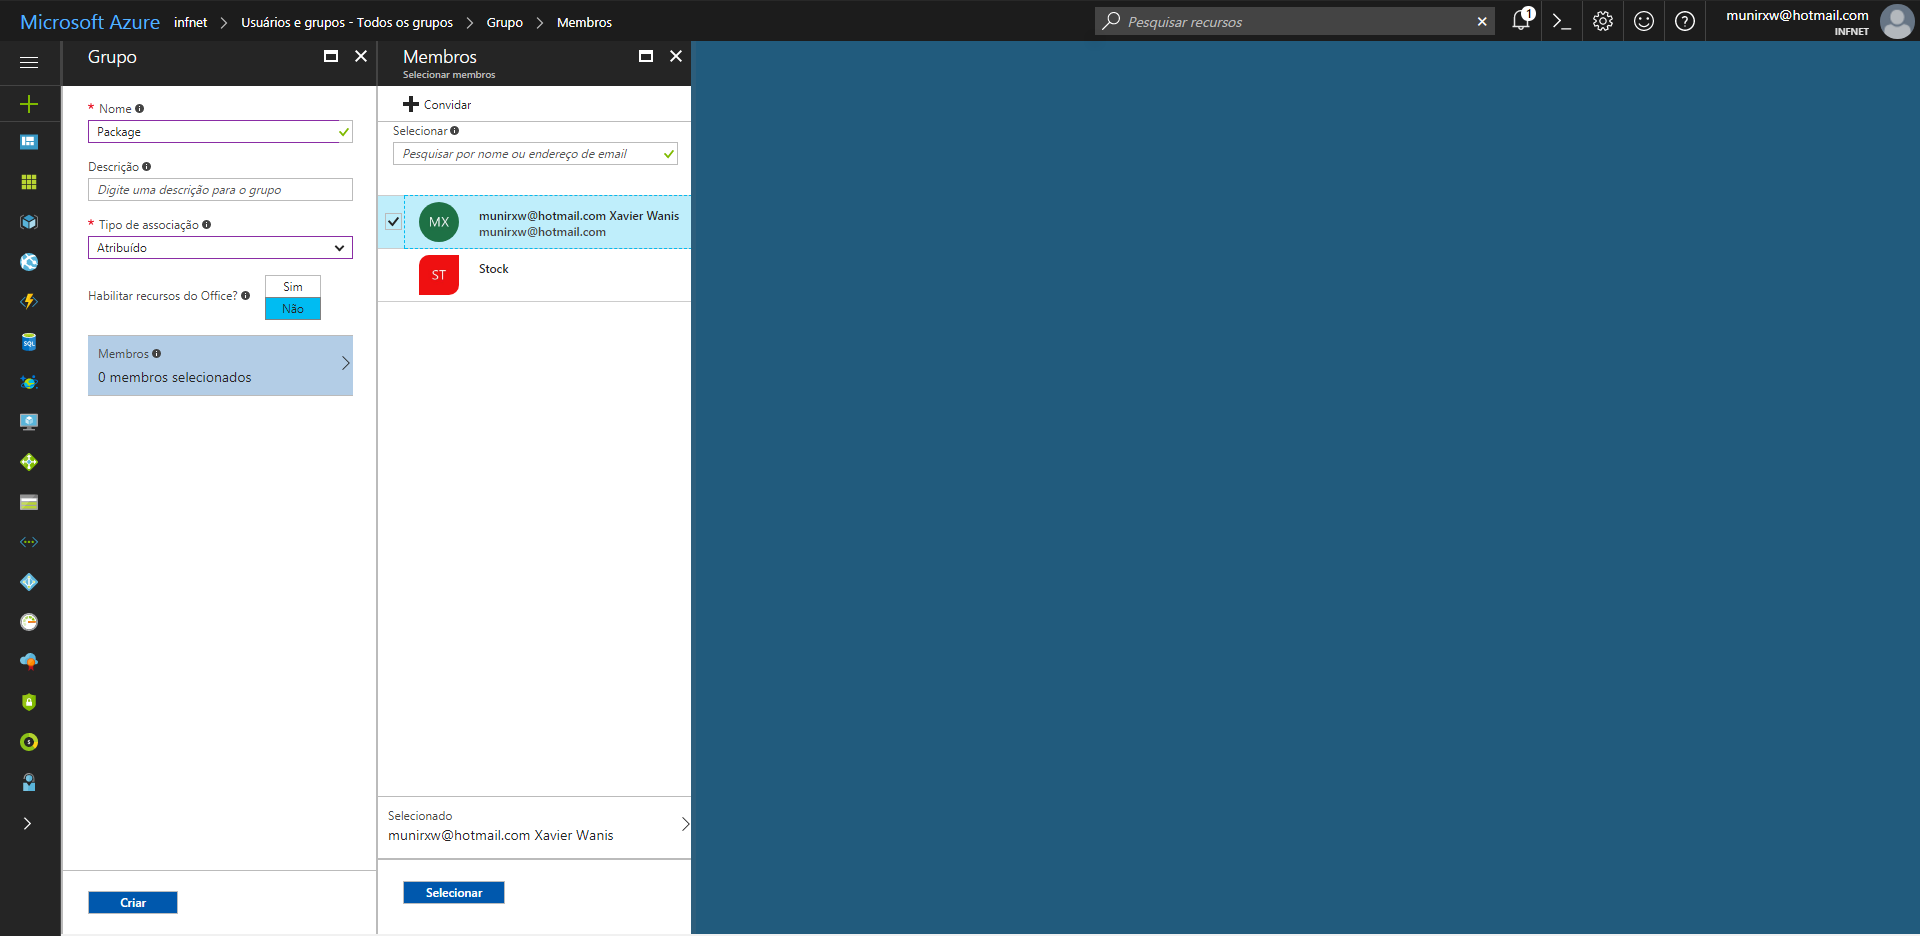 Microsoft Azure infnet Usuários e grupos - Todos os grupos Grupo Membros
Pesquisar recursos
1
munirxw@hotmail.com
INFNET
Grupo
* Nome
Package
Descrição
Digite uma descrição para o grupo
* Tipo de associação
Atribuído
Habilitar recursos do Office?
Sim
Não
Membros
0 membros selecionados
Criar
Membros
Selecionar membros
Convidar
Selecionar
Pesquisar por nome ou endereço de email
MX
munirxw@hotmail.com Xavier Wanis
munirxw@hotmail.com
ST
Stock
Selecionado
munirxw@hotmail.com Xavier Wanis
Selecionar
SQL